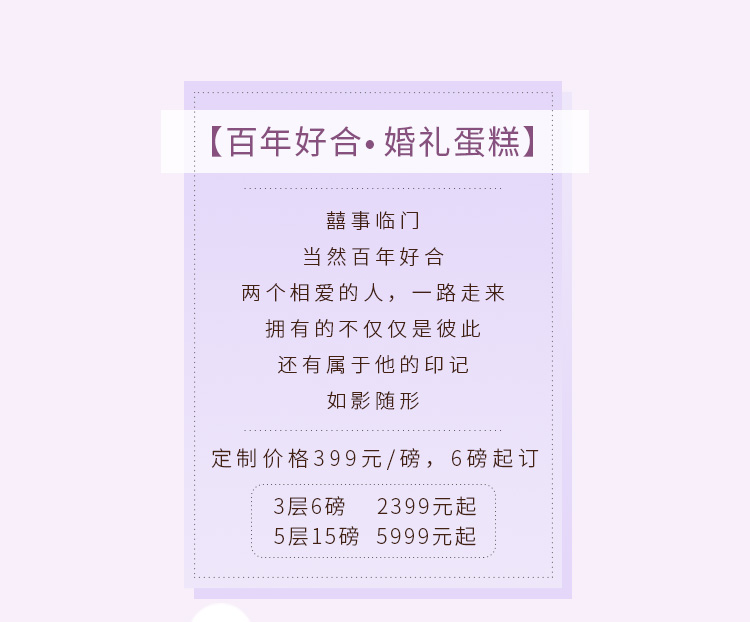 【百年好合•婚礼蛋糕】
囍事临门
当然百年好合
两个相爱的人，一路走来
拥有的不仅仅是彼此
还有属于他的印记
如影随形
定制价格399元/磅，6磅起订
3层6磅 2399元起
5层15磅 5999元起